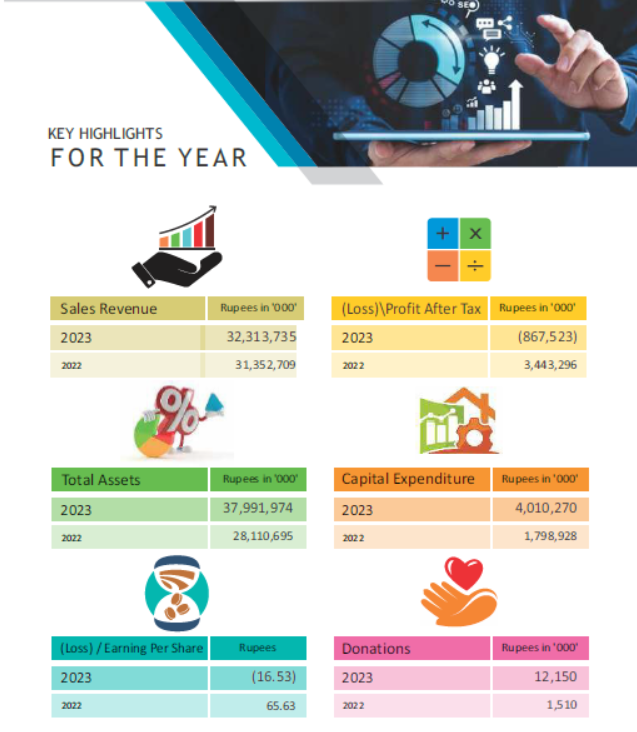 SEO
KEY HIGHLIGHTS
FOR THE YEAR
Sales Revenue Rupees in '000'
2023 32,313,735
2022 31,352,709
(Loss)\Profit After Tax Rupees in '000'
2023 (867,523)
2022 3,443,296
Total Assets Rupees in '000'
2023 37,991,974
2022 28,110,695
Capital Expenditure Rupees in '000'
2023 4,010,270
2022 1,798,928
(Loss) / Earning Per Share Rupees
2023 (16.53)
2022 65.63
Donations Rupees in '000'
2023 12,150
2022 1,510